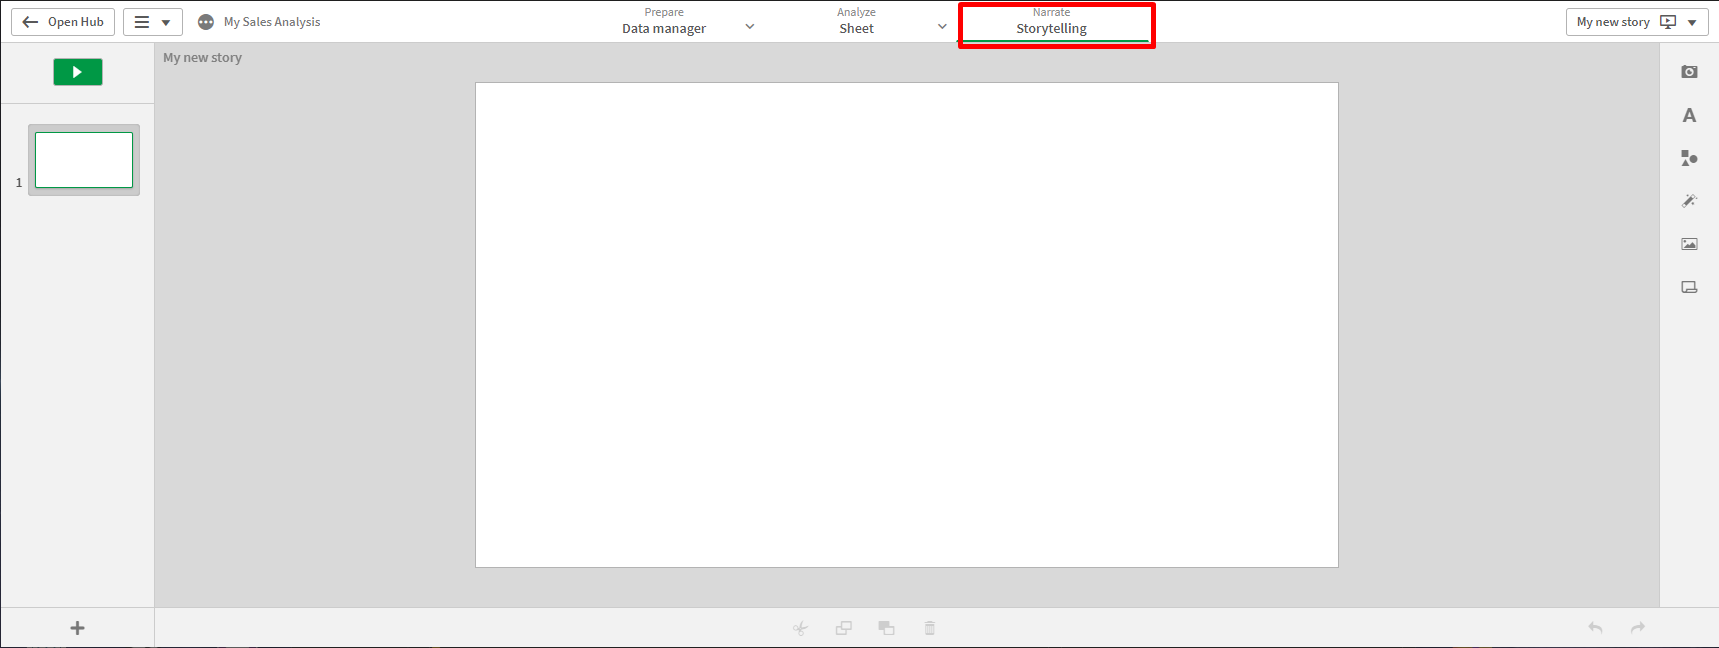 Open Hub
My Sales Analysis
Prepare
Data manager
Analyze
Sheet
Narrate
Storytelling
My new story
My new story
1
A